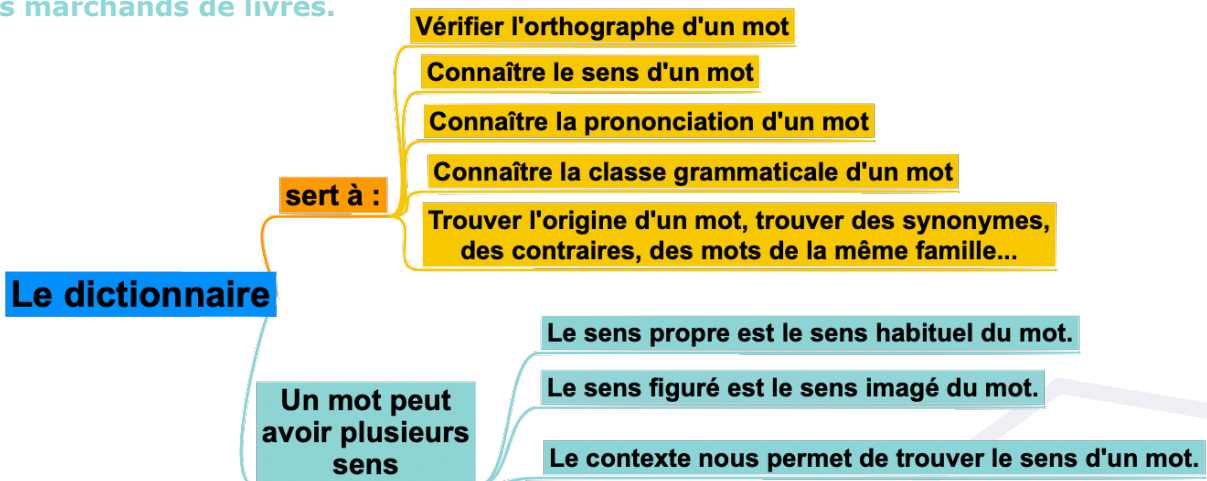 s marchands de livres.
Vérifier l'orthographe d'un mot
Connaître le sens d'un mot
Connaître la prononciation d'un mot
Connaître la classe grammaticale d'un mot
sert à :
Trouver l'origine d'un mot, trouver des synonymes,
des contraires, des mots de la même famille...
Le dictionnaire
Le sens propre est le sens habituel du mot.
Le sens figuré est le sens imagé du mot.
Un mot peut
avoir plusieurs
sens
Le contexte nous permet de trouver le sens d'un mot.